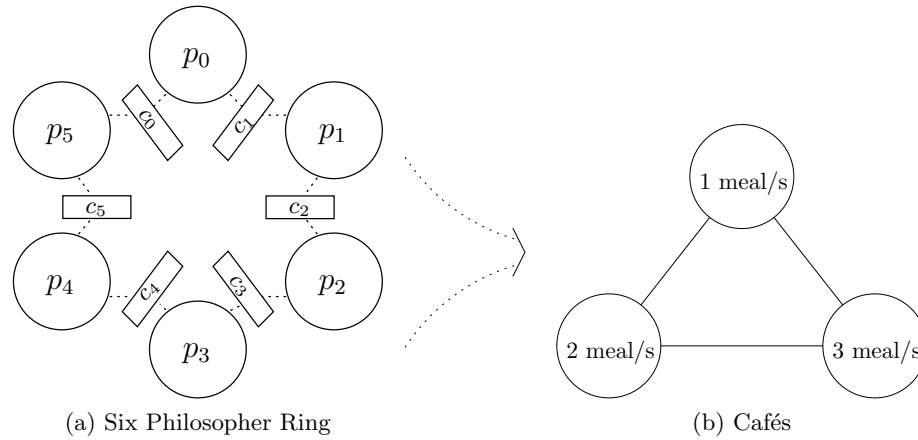 p0
p5
c0
c1
p1
c5
c2
p4
c4
c3
p2
p3
(a) Six Philosopher Ring
1 meal/s
2 meal/s
3 meal/s
(b) Cafés